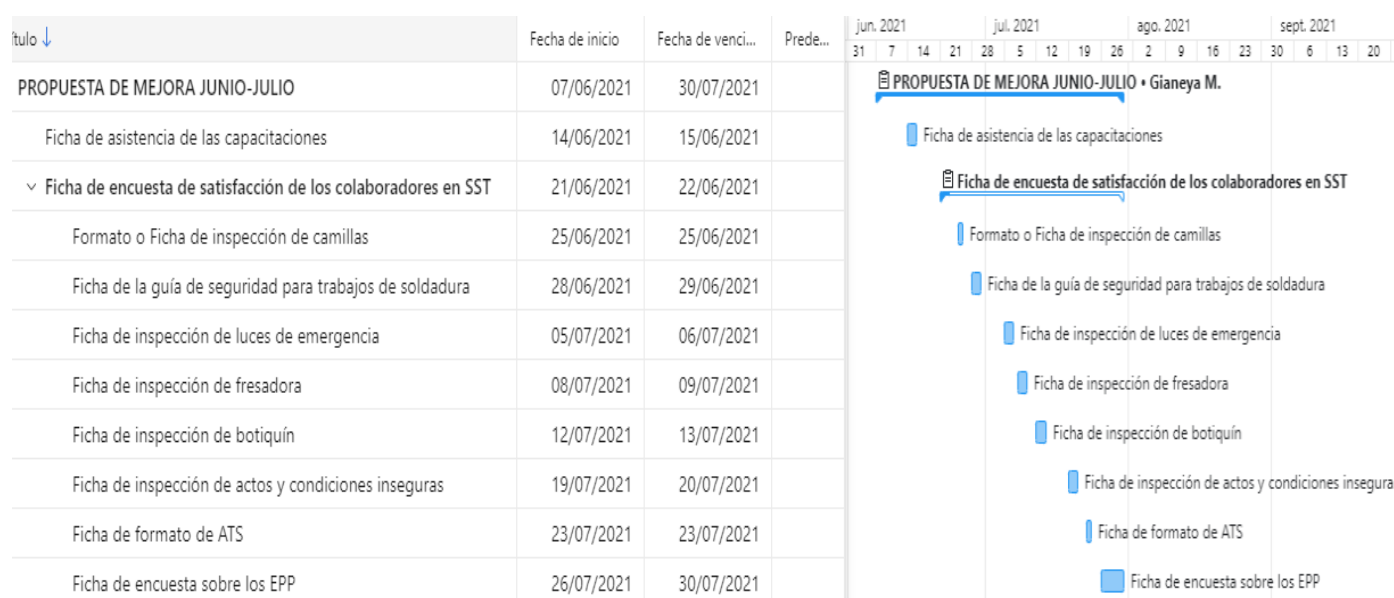 ítulo ↓ Fecha de inicio Fecha de venci... Prede... jun. 2021 jul. 2021 ago. 2021 sept. 2021
31 7 14 21 28 5 12 19 26 2 9 16 23 30 6 13 20
PROPUESTA DE MEJORA JUNIO-JULIO 07/06/2021 30/07/2021 PROPUESTA DE MEJORA JUNIO-JULIO • Gianeya M.
Ficha de asistencia de las capacitaciones 14/06/2021 15/06/2021 Ficha de asistencia de las capacitaciones
Ficha de encuesta de satisfacción de los colaboradores en SST 21/06/2021 22/06/2021 Ficha de encuesta de satisfacción de los colaboradores en SST
Formato o Ficha de inspección de camillas 25/06/2021 25/06/2021 Formato o Ficha de inspección de camillas
Ficha de la guía de seguridad para trabajos de soldadura 28/06/2021 29/06/2021 Ficha de la guía de seguridad para trabajos de soldadura
Ficha de inspección de luces de emergencia 05/07/2021 06/07/2021 Ficha de inspección de luces de emergencia
Ficha de inspección de fresadora 08/07/2021 09/07/2021 Ficha de inspección de fresadora
Ficha de inspección de botiquín 12/07/2021 13/07/2021 Ficha de inspección de botiquín
Ficha de inspección de actos y condiciones inseguras 19/07/2021 20/07/2021 Ficha de inspección de actos y condiciones insegura
Ficha de formato de ATS 23/07/2021 23/07/2021 Ficha de formato de ATS
Ficha de encuesta sobre los EPP 26/07/2021 30/07/2021 Ficha de encuesta sobre los EPP